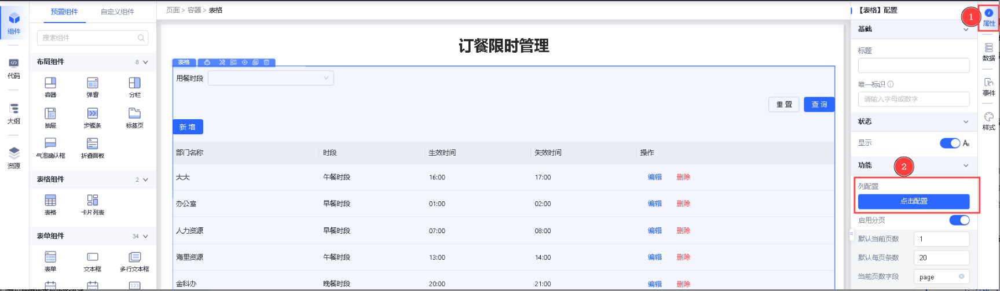 预置组件
自定义组件
页面 > 容器 > 表格
【表格】配置
1
属性
组件
搜索组件
基础
标题
订餐限时管理
布局组件
8
表格
数据
代码
用餐时段
唯一标识
请输入字母或数字
事件
容器
弹窗
分栏
重 置
查 询
大纲
抽屉
步骤条
标签页
新 增
状态
样式
显示
部门名称
时段
生效时间
失效时间
操作
气泡确认框
折叠面板
资源
功能
2
大大
午餐时段
16:00
17:00
编辑
删除
表格组件
2
列配置
点击配置
办公室
早餐时段
01:00
02:00
编辑
删除
表格
卡片列表
启用分页
人力资源
早餐时段
07:00
08:00
编辑
删除
表单组件
34
默认当前页数
1
海里资源
午餐时段
13:00
14:00
编辑
删除
默认每页条数
20
表单
文本框
多行文本框
当前页数字段
page
金科办
晚餐时段
20:00
21:00
编辑
删除
123